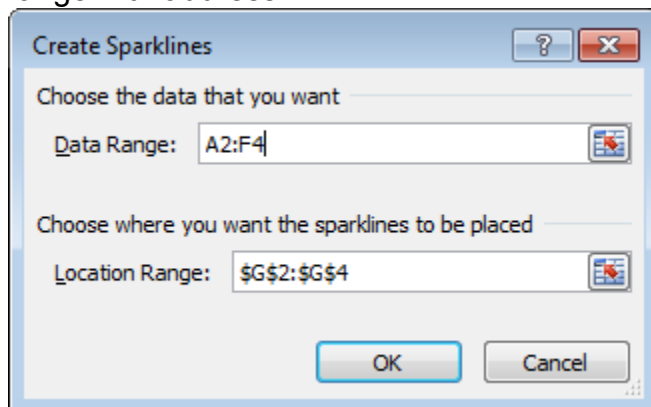 Create Sparklines
?
Choose the data that you want
Data Range: A2:F4
Choose where you want the sparklines to be placed
Location Range: $G$2:$G$4
OK Cancel